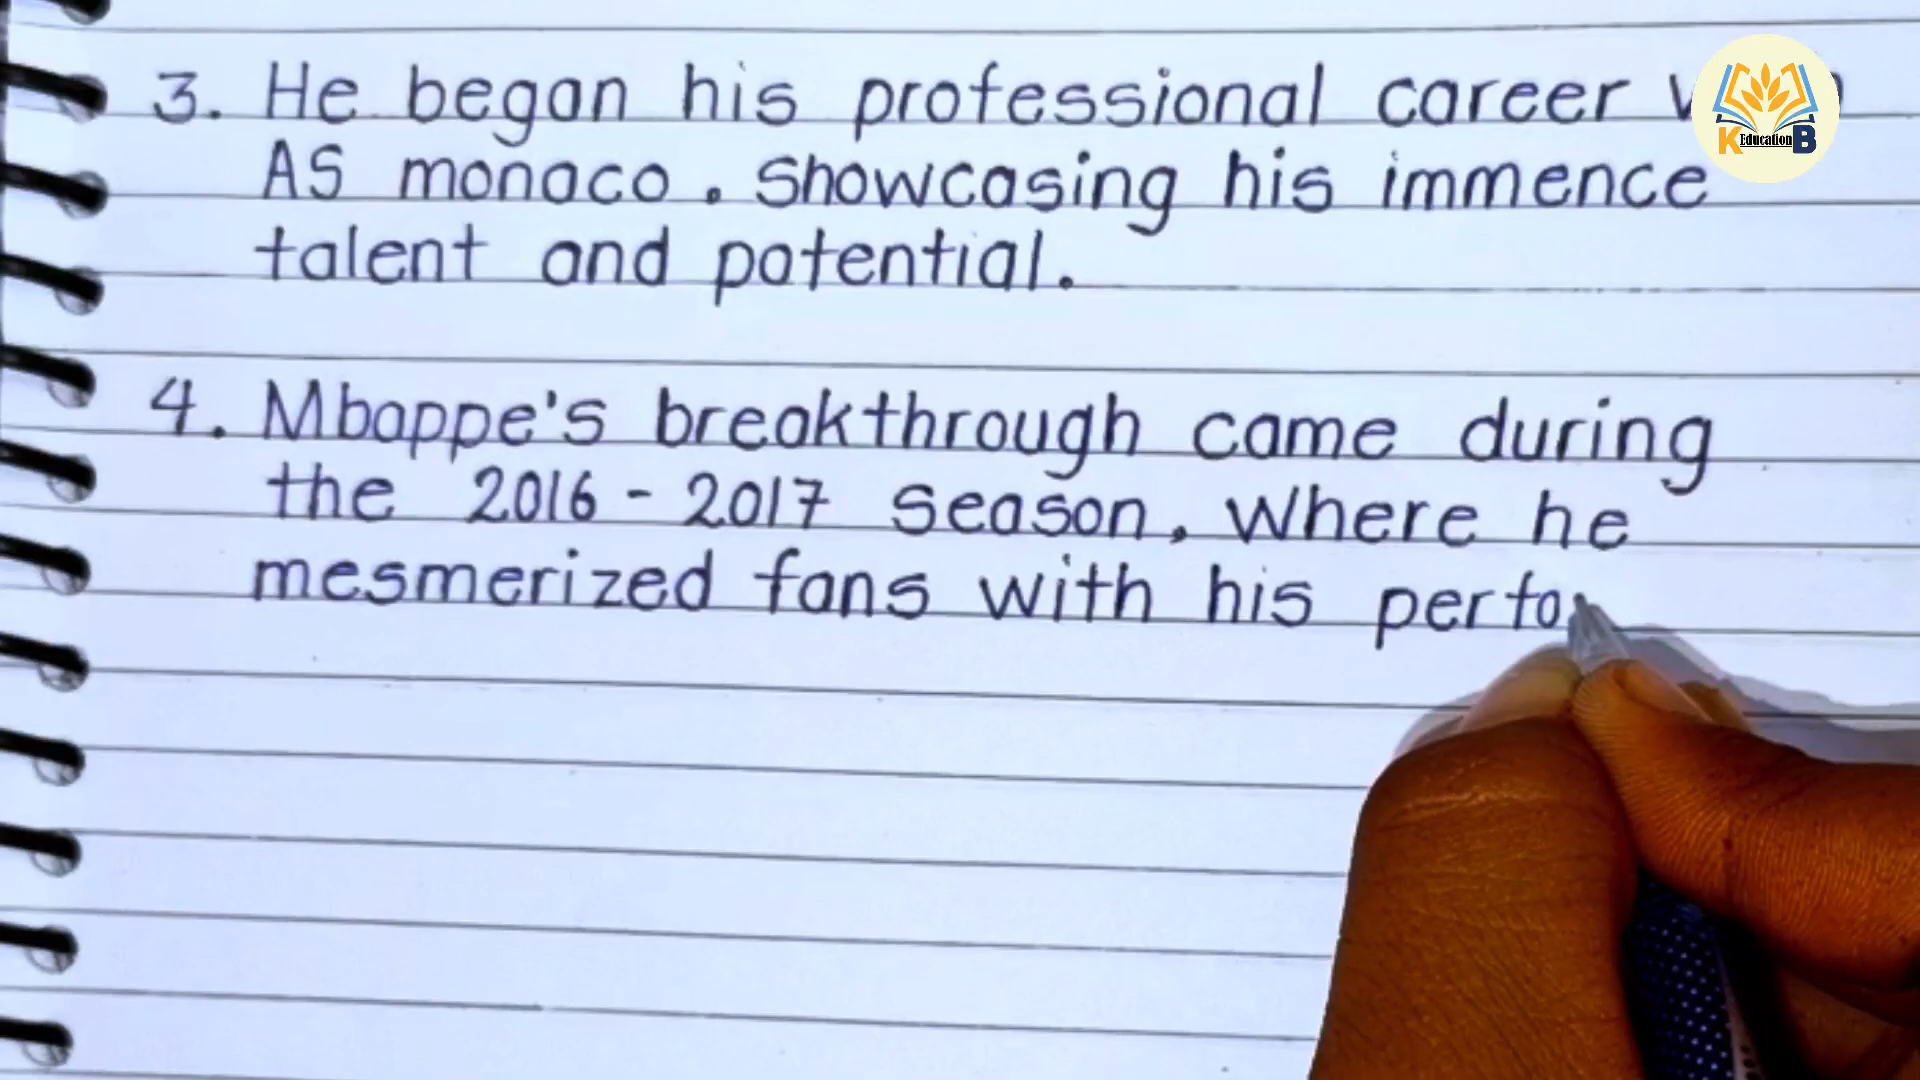 3. He began his professional career
AS monaco. Showcasing his immence
talent and potential.
4. Mbappe's breakthrough came during
the 2016-2017 season, Where he
mesmerized fans with his perfo
K Education B